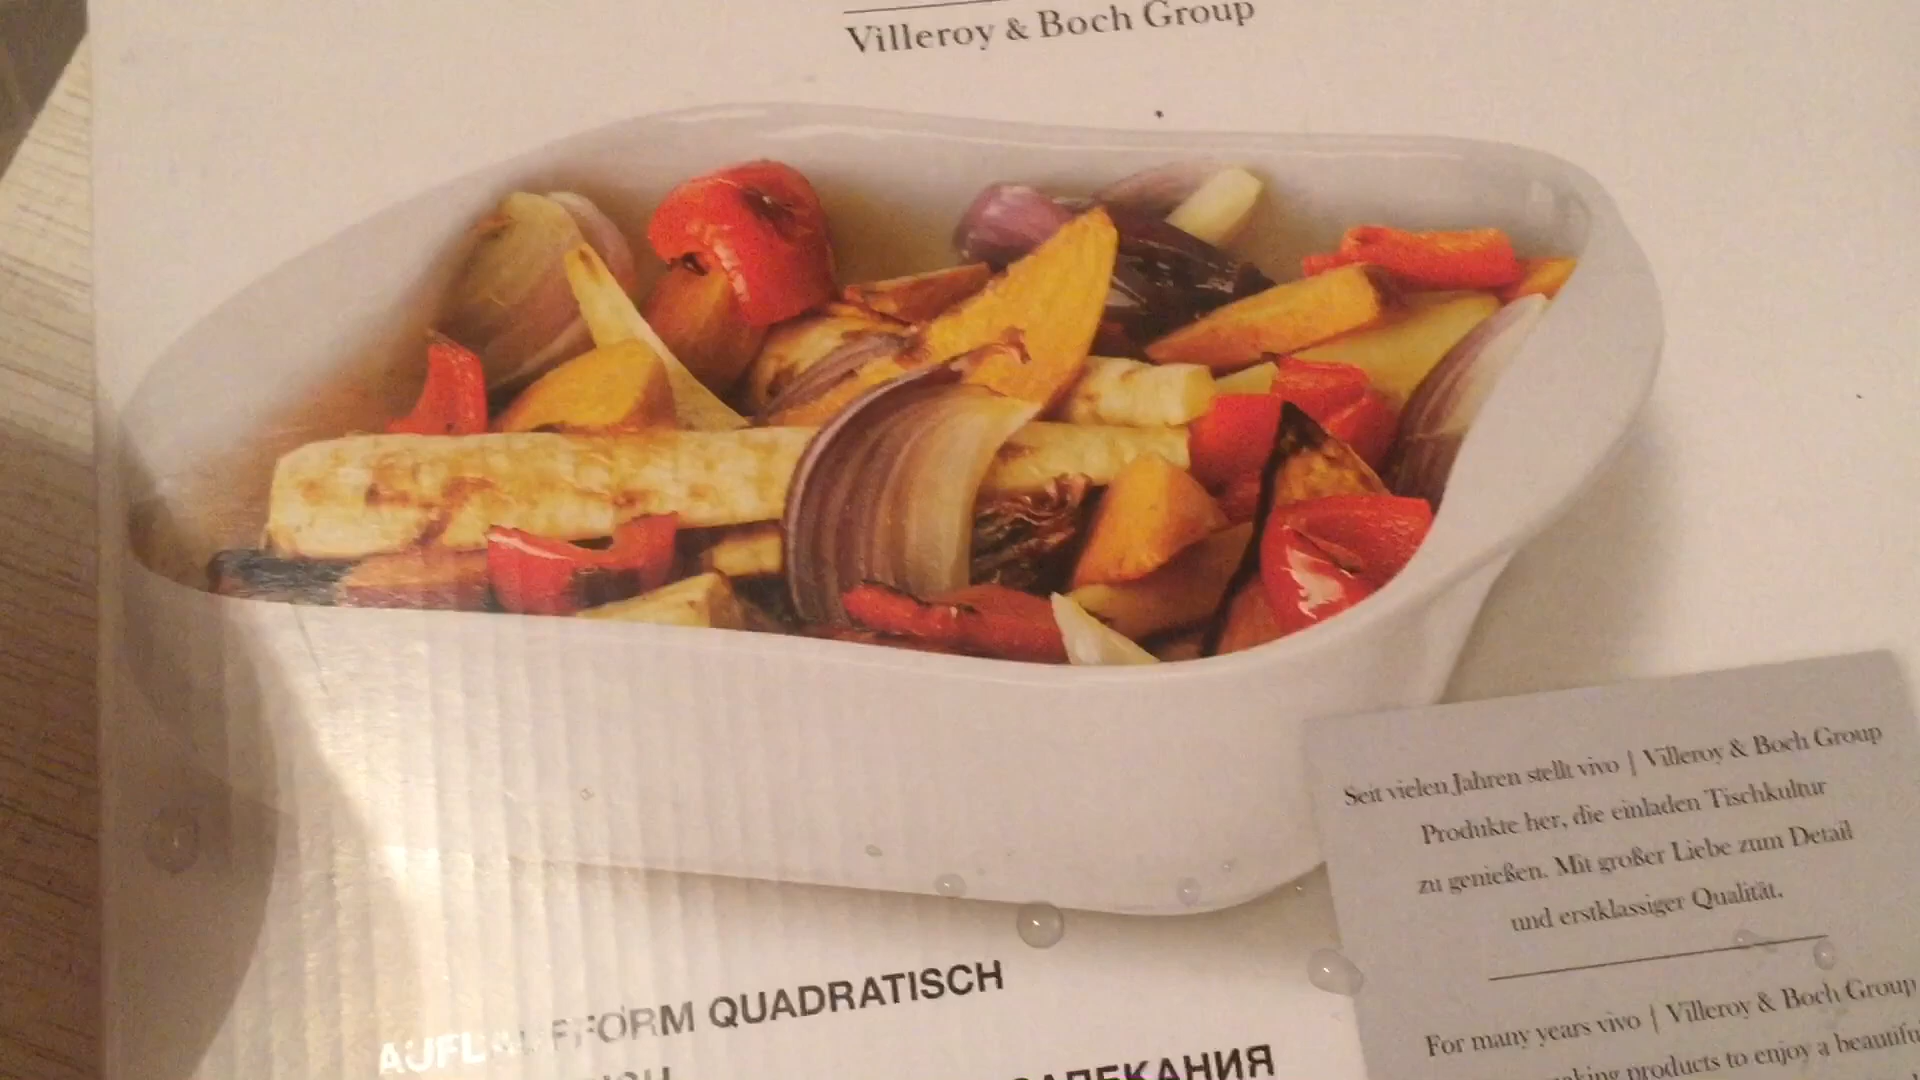 Villeroy & Boch Group
Seit vielen Jahren stellt vivo | Villeroy & Boch Group
Produkte her, die einladen Tischkultur
zu genießen. Mit großer Liebe zum Detail
und erstklassiger Qualität.
For many years vivo | Villeroy & Boch Group
products to enjoy a
AUFLAUFFORM QUADRATISCH